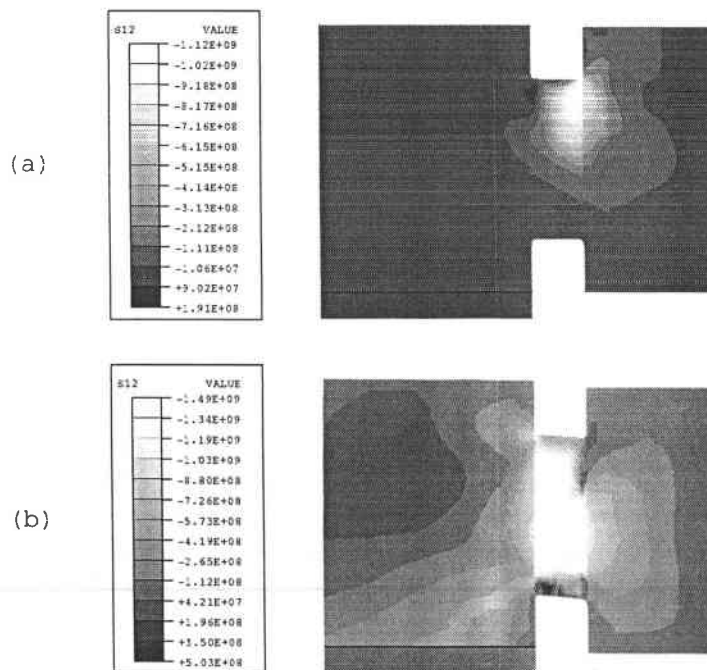 S12 VALUE
-1.12E+09
-1.02E+09
-9.18E+08
-8.17E+08
-7.16E+08
-6.15E+08
-5.15E+08
-4.14E+08
-3.13E+08
-2.12E+08
-1.11E+08
-1.06E+07
+9.02E+07
+1.91E+08
(a)
S12 VALUE
-1.49E+09
-1.34E+09
-1.19E+09
-1.03E+09
-8.80E+08
-7.26E+08
-5.73E+08
-4.19E+08
-2.65E+08
-1.12E+08
+4.21E+07
+1.96E+08
+3.50E+08
+5.03E+08
(b)